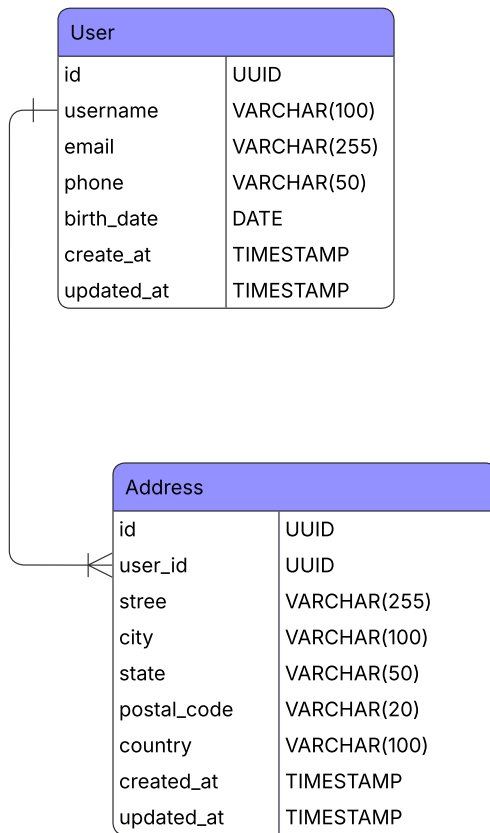 User
id UUID
username VARCHAR(100)
email VARCHAR(255)
phone VARCHAR(50)
birth_date DATE
create_at TIMESTAMP
updated_at TIMESTAMP
Address
id UUID
user_id UUID
stree VARCHAR(255)
city VARCHAR(100)
state VARCHAR(50)
postal_code VARCHAR(20)
country VARCHAR(100)
created_at TIMESTAMP
updated_at TIMESTAMP